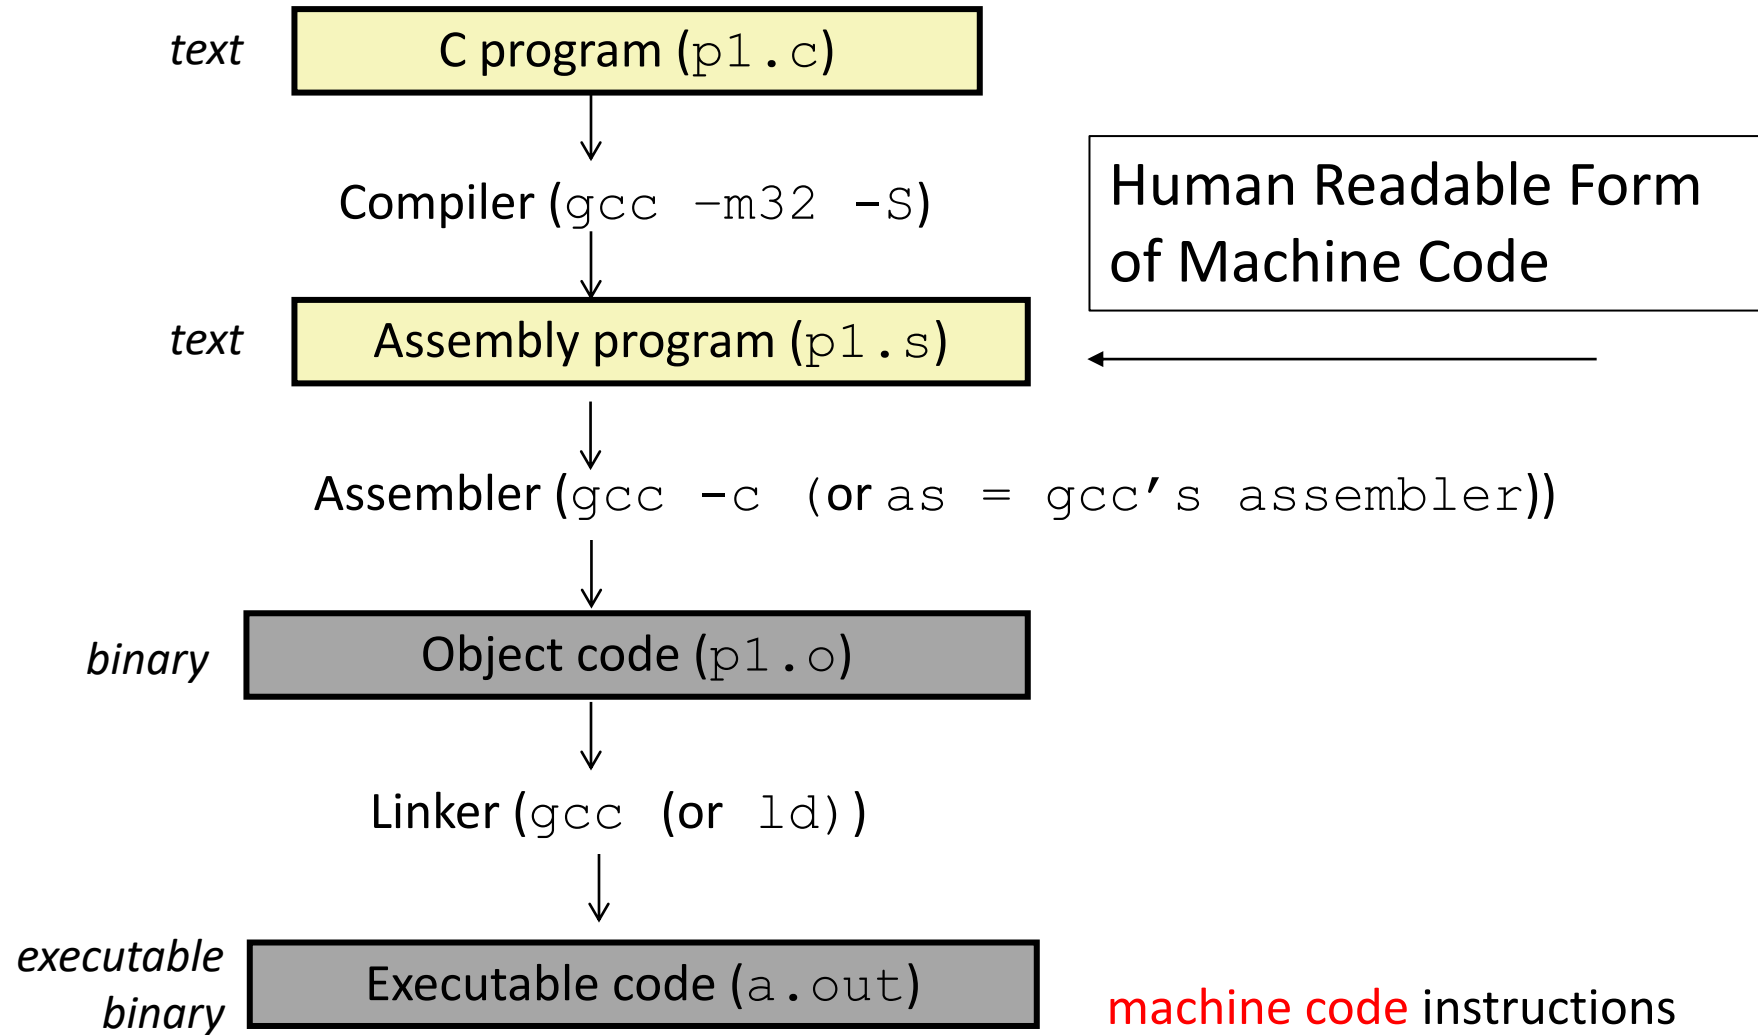 text
C program (p1.c)
Compiler (gcc –m32 -S)
Human Readable Form
of Machine Code
text
Assembly program (p1.s)
Assembler (gcc -c (or as = gcc’s assembler))
binary
Object code (p1.o)
Linker (gcc (or ld))
executable
binary
Executable code (a.out)
machine code instructions